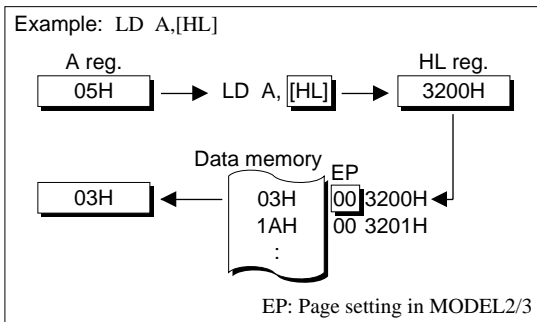 Example: LD A,[HL]
A reg. HL reg.
05H LD A, [HL] 3200H
Data memory EP
03H 03H 00 3200H
1AH 00 3201H
:
EP: Page setting in MODEL2/3